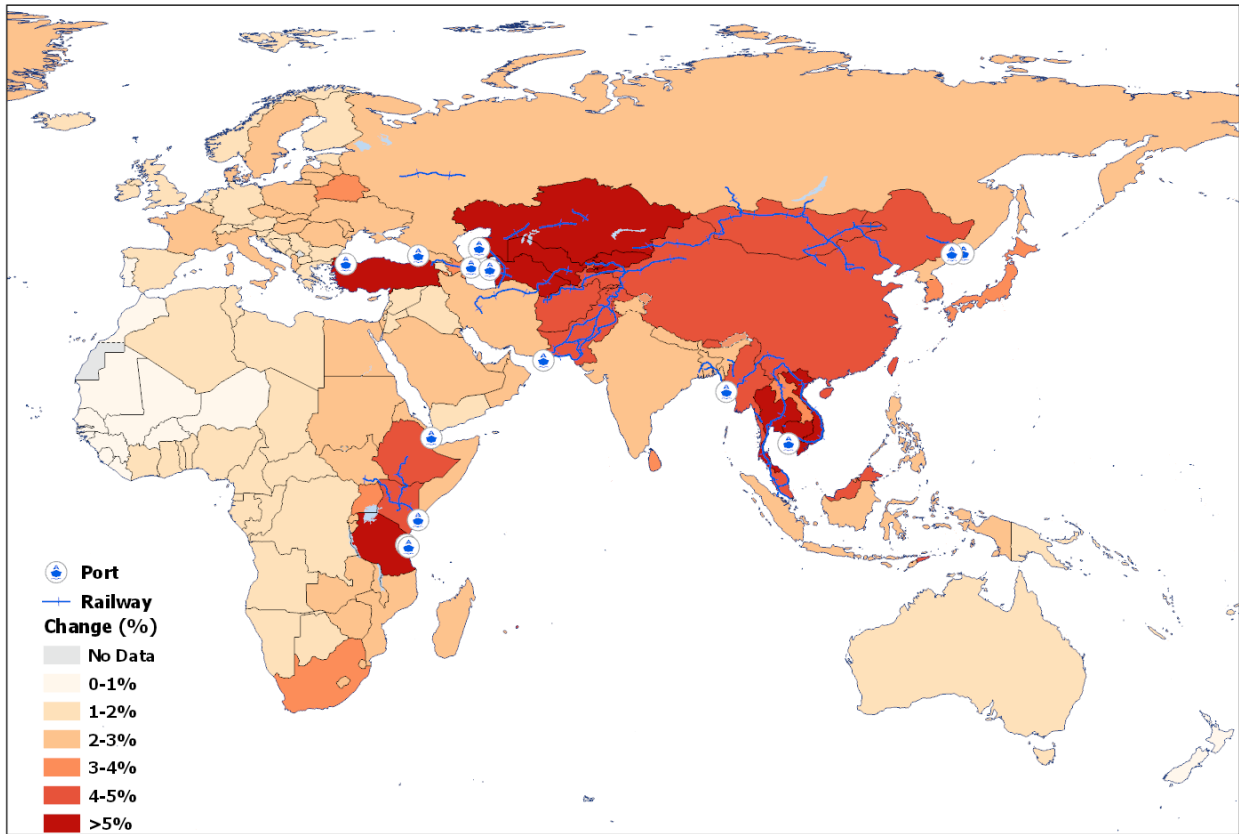 Port
Railway
Change (%)
No Data
0-1%
1-2%
2-3%
3-4%
4-5%
>5%